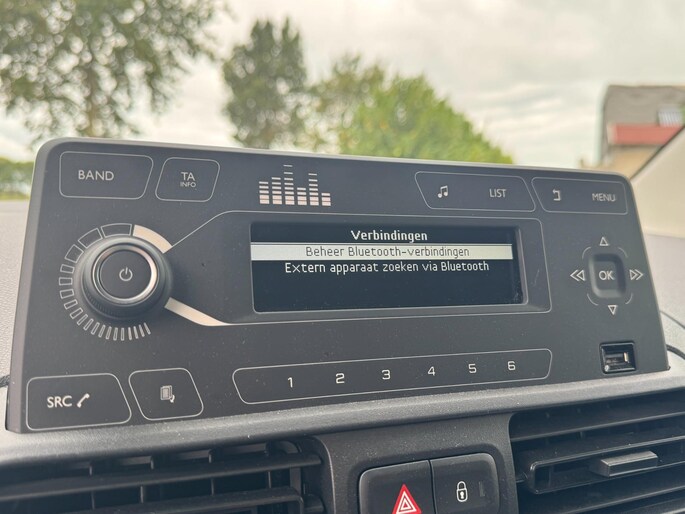 BAND
TA
INFO
LIST
MENU
Verbindingen
Beheer Bluetooth-verbindingen
Extern apparaat zoeken via Bluetooth
OK
1 2 3 4 5 6
SRC